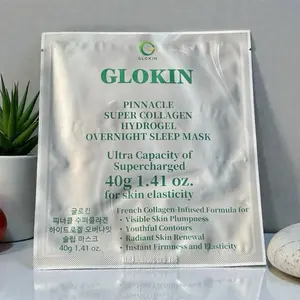 GLOKIN
GLOKIN
PINNACLE
SUPER COLLAGEN
HYDROGEL
OVERNIGHT SLEEP MASK
Ultra Capacity of
Supercharged
40g 1.41 oz.
for skin elasticity
글로킨
피너클 수퍼콜라겐
하이드로겔 오버나잇
슬립 마스크
40g 1.41 oz.
French Collagen-Infused Formula for
• Visible Skin Plumpness
• Youthful Contours
• Radiant Skin Renewal
• Instant Firmness and Elasticity